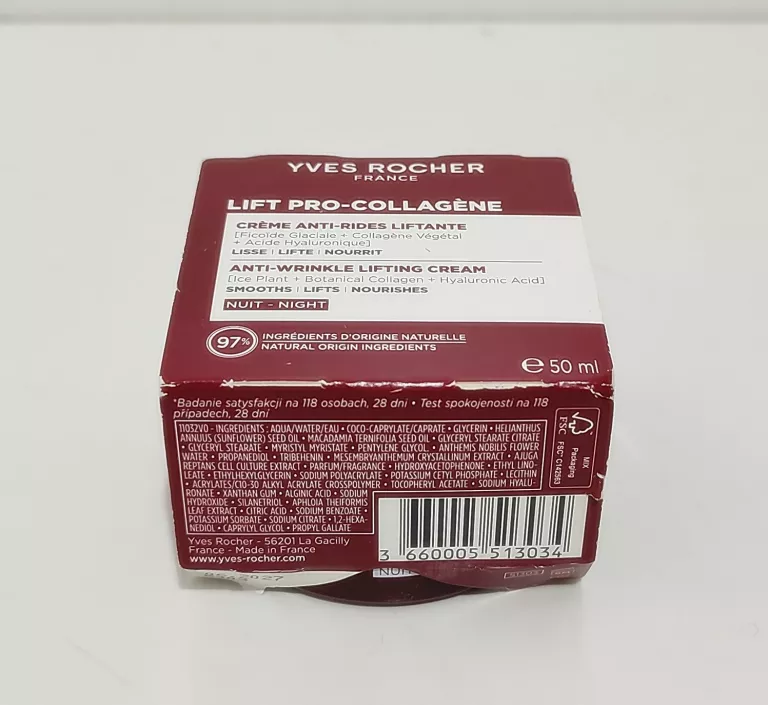 YVES ROCHER
FRANCE
LIFT PRO-COLLAGÈNE
CRÈME ANTI-RIDES LIFTANTE
[Ficoïde Glaciale + Collagène Végétal
+ Acide Hyaluronique]
LISSE | LIFTE | NOURRIT
ANTI-WRINKLE LIFTING CREAM
[Ice Plant + Botanical Collagen + Hyaluronic Acid]
SMOOTHS | LIFTS | NOURISHES
NUIT - NIGHT
97%
INGRÉDIENTS D'ORIGINE NATURELLE
NATURAL ORIGIN INGREDIENTS
℮ 50 ml
*Badanie satysfakcji na 118 osobach, 28 dni • Test spokojenosti na 118
případech, 28 dní
11032V0 - INGREDIENTS : AQUA/WATER/EAU • COCO-CAPRYLATE/CAPRATE • GLYCERIN • HELIANTHUS
ANNUUS (SUNFLOWER) SEED OIL • MACADAMIA TERNIFOLIA SEED OIL • GLYCERYL STEARATE CITRATE
• GLYCERYL STEARATE • MYRISTYL MYRISTATE • PENTYLENE GLYCOL • ANTHEMIS NOBILIS FLOWER
WATER • PROPANEDIOL • TRIBEHENIN • MESEMBRYANTHEMUM CRYSTALLINUM EXTRACT • AJUGA
REPTANS CELL CULTURE EXTRACT • PARFUM/FRAGRANCE • HYDROXYACETOPHENONE • ETHYL LINO-
LEATE • ETHYLHEXYLGLYCERIN • SODIUM POLYACRYLATE • POTASSIUM CETYL PHOSPHATE • LECITHIN
• ACRYLATES/C10-30 ALKYL ACRYLATE CROSSPOLYMER • TOCOPHERYL ACETATE • SODIUM HYALU-
RONATE • XANTHAN GUM • ALGINIC ACID • SODIUM
HYDROXIDE • SILANETRIOL • APHLOIA THEIFORMIS
LEAF EXTRACT • CITRIC ACID • SODIUM BENZOATE •
POTASSIUM SORBATE • SODIUM CITRATE • 1,2-HEXA-
NEDIOL • CAPRYLYL GLYCOL • PROPYL GALLATE
Yves Rocher - 56201 La Gacilly
France - Made in France
www.yves-rocher.com
FSC
MIX
Packaging
FSC® C142363
3 660005 513034